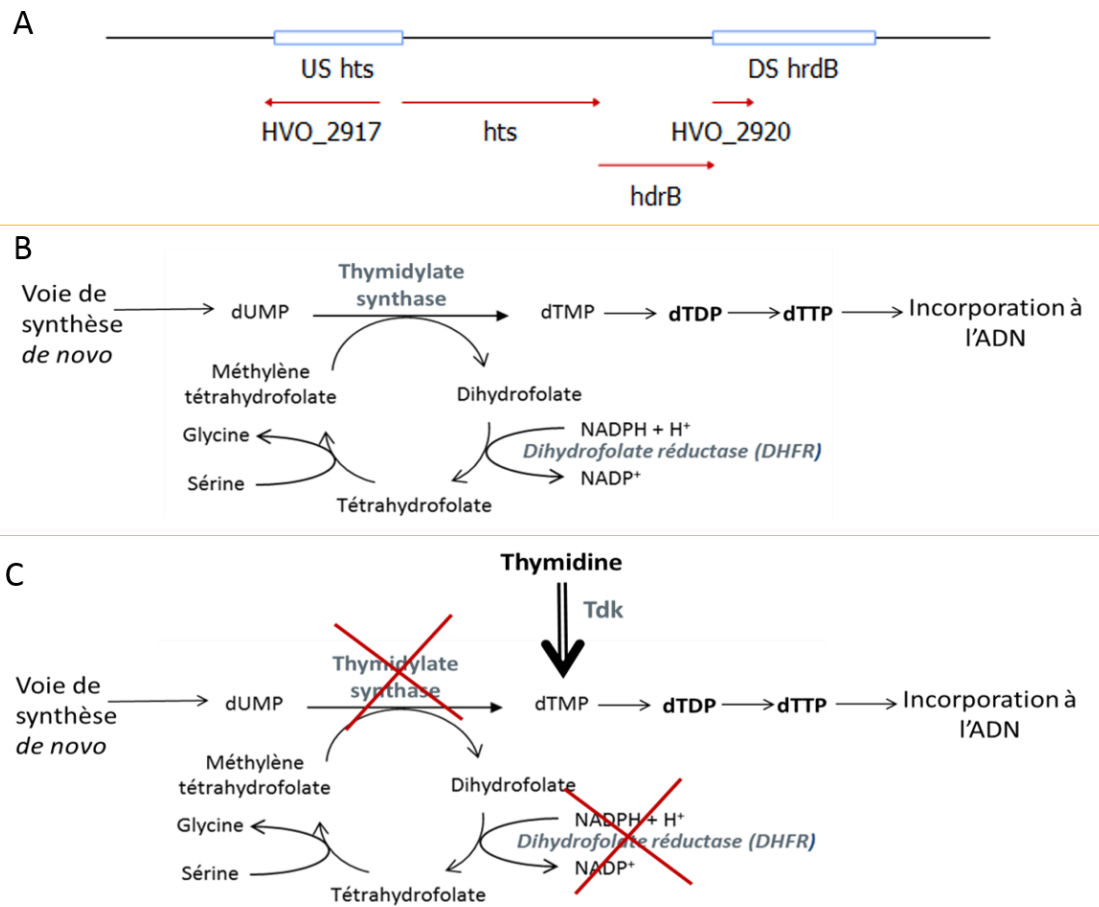 A
US hts
DS hrdB
HVO_2917
hts
HVO_2920
hdrB
B
Voie de
synthèse
de novo
dUMP
Thymidylate
synthase
dTMP
dTDP
dTTP
Incorporation à
l'ADN
Méthylène
tétrahydrofolate
Dihydrofolate
Glycine
NADPH + H⁺
Dihydrofolate réductase (DHFR)
Sérine
NADP⁺
Tétrahydrofolate
C
Thymidine
Tdk
Voie de
synthèse
de novo
dUMP
Thymidylate
synthase
dTMP
dTDP
dTTP
Incorporation à
l'ADN
Méthylène
tétrahydrofolate
Dihydrofolate
Glycine
NADPH + H⁺
Dihydrofolate réductase (DHFR)
Sérine
NADP⁺
Tétrahydrofolate